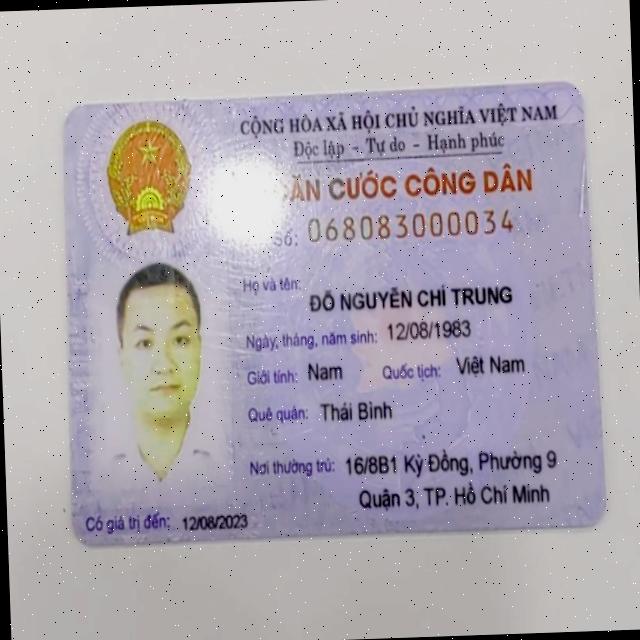 CỘNG HÒA XÃ HỘI CHỦ NGHĨA VIỆT NAM
Độc lập - Tự do - Hạnh phúc
CĂN CƯỚC CÔNG DÂN
Số: 068083000034
Họ và tên:
ĐỖ NGUYỄN CHÍ TRUNG
Ngày, tháng, năm sinh: 12/08/1983
Giới tính: Nam Quốc tịch: Việt Nam
Quê quán: Thái Bình
Nơi thường trú: 16/8B1 Kỳ Đồng, Phường 9
Quận 3, TP. Hồ Chí Minh
Có giá trị đến: 12/08/2023